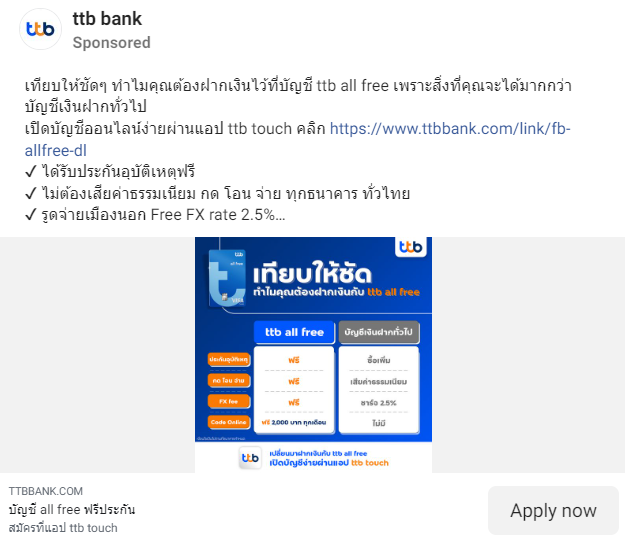 ttb
ttb bank
Sponsored
เทียบให้ชัดๆ ทำไมคุณต้องฝากเงินไว้ที่บัญชี ttb all free เพราะสิ่งที่คุณจะได้มากกว่า
บัญชีเงินฝากทั่วไป
เปิดบัญชีออนไลน์ง่ายผ่านแอป ttb touch คลิก https://www.ttbbank.com/link/fb-
allfree-dl
✓ ได้รับประกันอุบัติเหตุฟรี
✓ ไม่ต้องเสียค่าธรรมเนียม กด โอน จ่าย ทุกธนาคาร ทั่วไทย
✓ รูดจ่ายเมืองนอก Free FX rate 2.5%...
ttb
ttb
all free
VISA
เทียบให้ชัด
ทำไมคุณต้องฝากเงินกับ ttb all free
ttb all free บัญชีเงินฝากทั่วไป
ประกันอุบัติเหตุ ฟรี ซื้อเพิ่ม
กด โอน จ่าย ฟรี เสียค่าธรรมเนียม
FX fee ฟรี ชาร์จ 2.5%
Code Online ฟรี 2,000 บาท ทุกเดือน ไม่มี
ttb
เปลี่ยนมาฝากเงินกับ ttb all free
เปิดบัญชีง่ายผ่านแอป ttb touch
TTBBANK.COM
บัญชี all free ฟรีประกัน
สมัครที่แอป ttb touch
Apply now